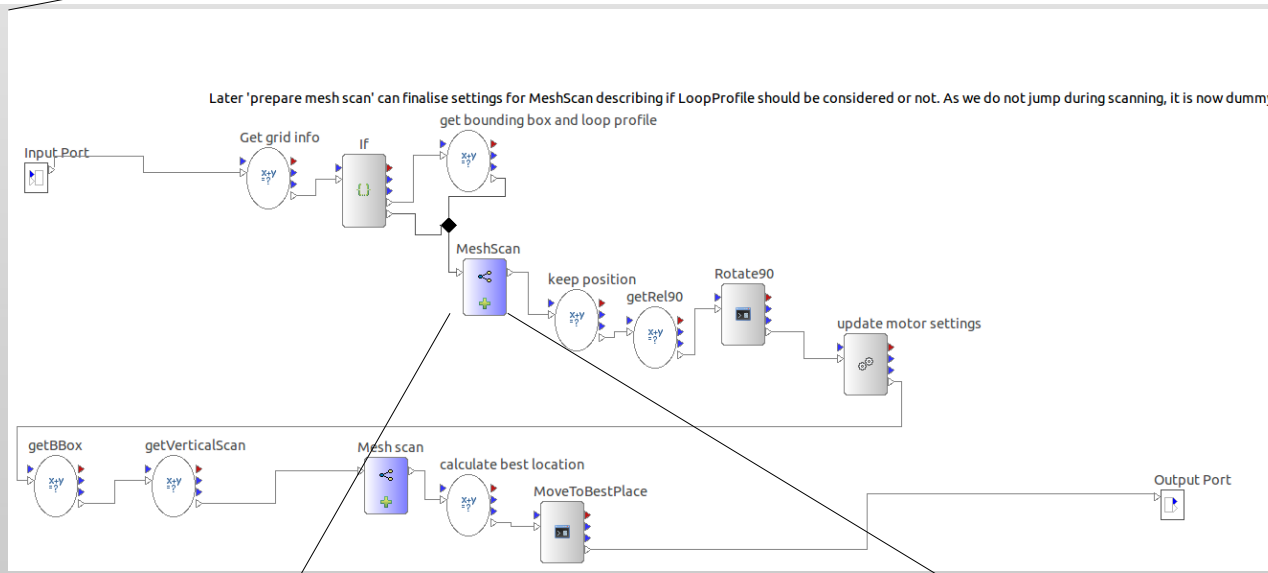 Later 'prepare mesh scan' can finalise settings for MeshScan describing if LoopProfile should be considered or not. As we do not jump during scanning, it is now dumm
get bounding box and loop profile
Get grid info
If
Input Port
x+y
=?
x+y
=?
{}
MeshScan
keep position
Rotate90
getRel90
x+y
=?
x+y
=?
update motor settings
getBBox
getVerticalScan
Mesh scan
calculate best location
MoveToBestPlace
Output Port
x+y
=?
x+y
=?
x+y
=?